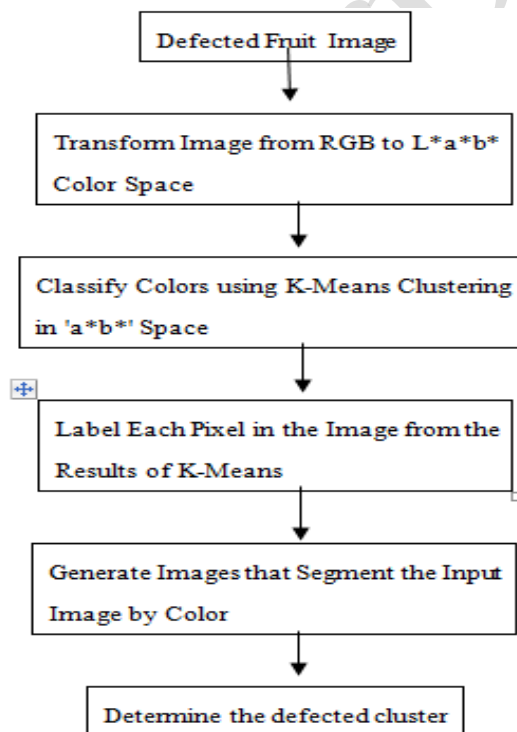 Defected Fruit Image
Transform Image from RGB to L*a*b*
Color Space
Classify Colors using K-Means Clustering
in 'a*b*' Space
Label Each Pixel in the Image from the
Results of K-Means
Generate Images that Segment the Input
Image by Color
Determine the defected cluster